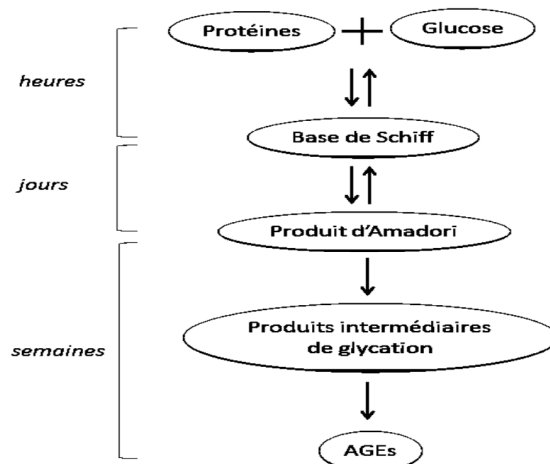 Protéines + Glucose
heures
Base de Schiff
jours
Produit d'Amadori
Produits intermédiaires
de glycation
semaines
AGEs